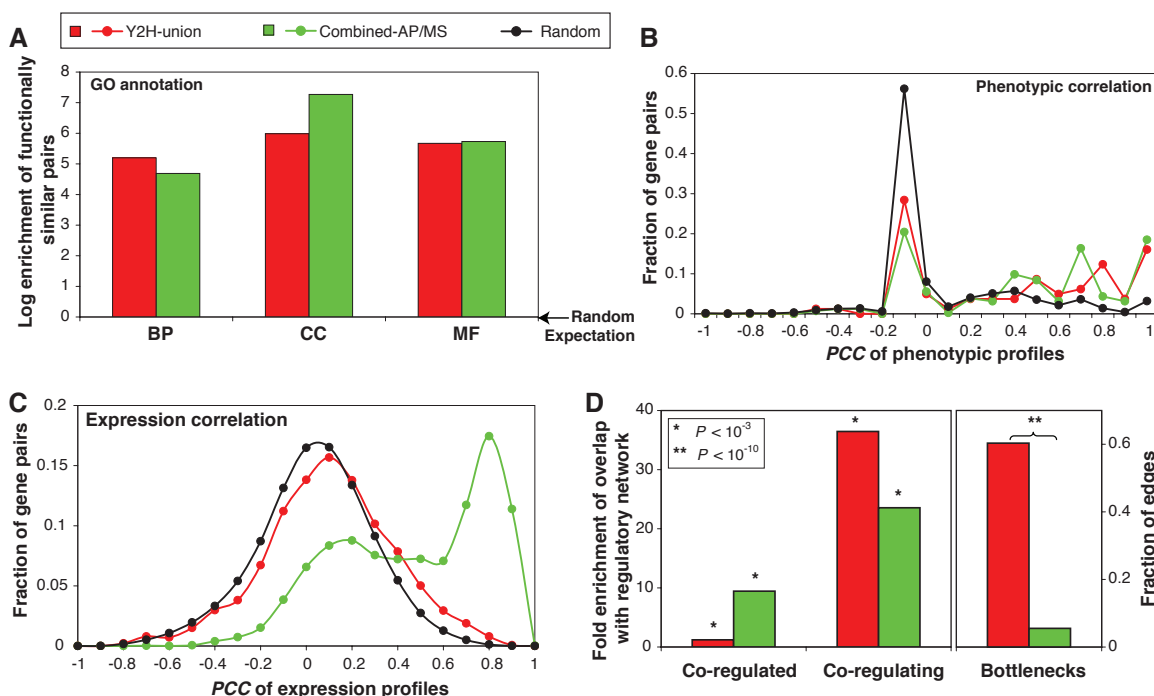 Y2H-union Combined-AP/MS Random
A
GO annotation
Log enrichment of functionally
similar pairs
8
7
6
5
4
3
2
1
0
BP CC MF
Random
Expectation
B
Phenotypic correlation
Fraction of gene pairs
0.6
0.5
0.4
0.3
0.2
0.1
0
-1 -0.8 -0.6 -0.4 -0.2 0 0.2 0.4 0.6 0.8 1
PCC of phenotypic profiles
C
Expression correlation
Fraction of gene pairs
0.2
0.15
0.1
0.05
0
-1 -0.8 -0.6 -0.4 -0.2 0 0.2 0.4 0.6 0.8 1
PCC of expression profiles
D
Fold enrichment of overlap
with regulatory network
40
30
20
10
0
* P < 10-3
** P < 10-10
* * * *
**
0.6
0.4
0.2
0
Fraction of edges
Co-regulated Co-regulating Bottlenecks